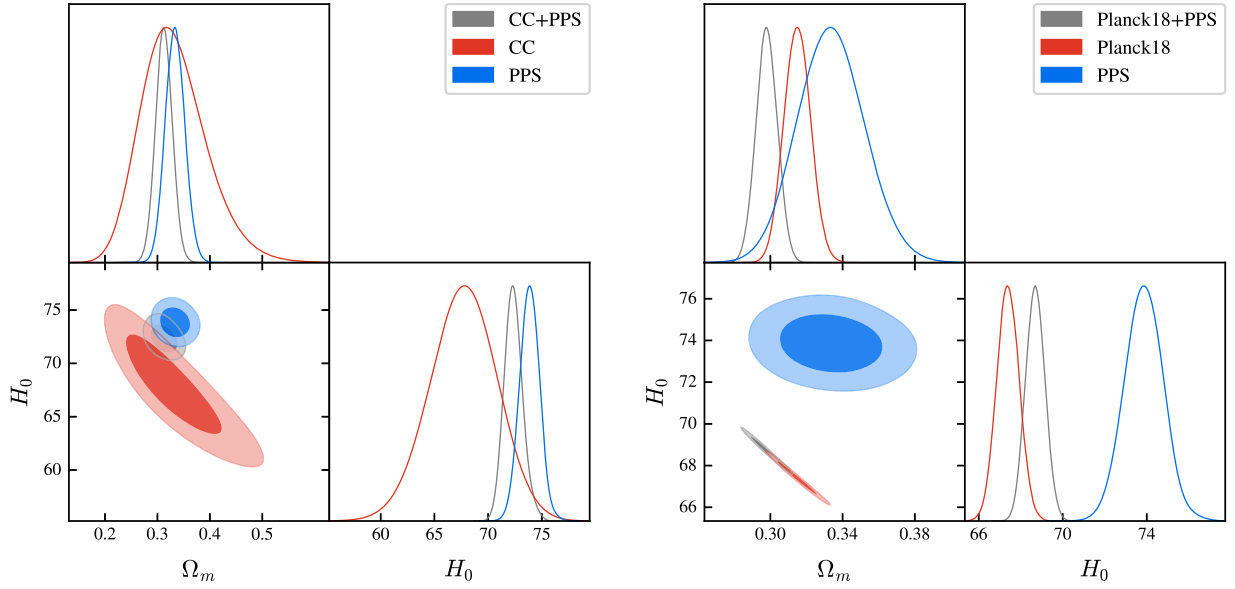 CC+PPS
CC
PPS
75
70
65
60
H₀
0.2 0.3 0.4 0.5
Ωₘ
60 65 70 75
H₀
Planck18+PPS
Planck18
PPS
76
74
72
70
68
66
H₀
0.30 0.34 0.38
Ωₘ
66 70 74
H₀